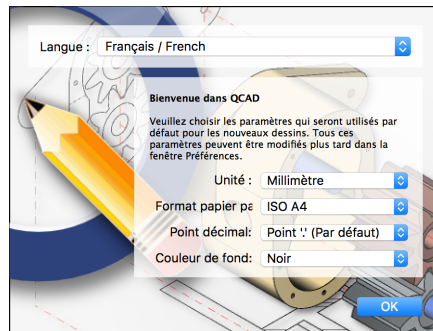 Langue : Français / French
Bienvenue dans QCAD
Veuillez choisir les paramètres qui seront utilisés par
défaut pour les nouveaux dessins. Tous ces
paramètres peuvent être modifiés plus tard dans la
fenêtre Préférences.
Unité : Millimètre
Format papier pa ISO A4
Point décimal: Point '.' (Par défaut)
Couleur de fond: Noir
OK